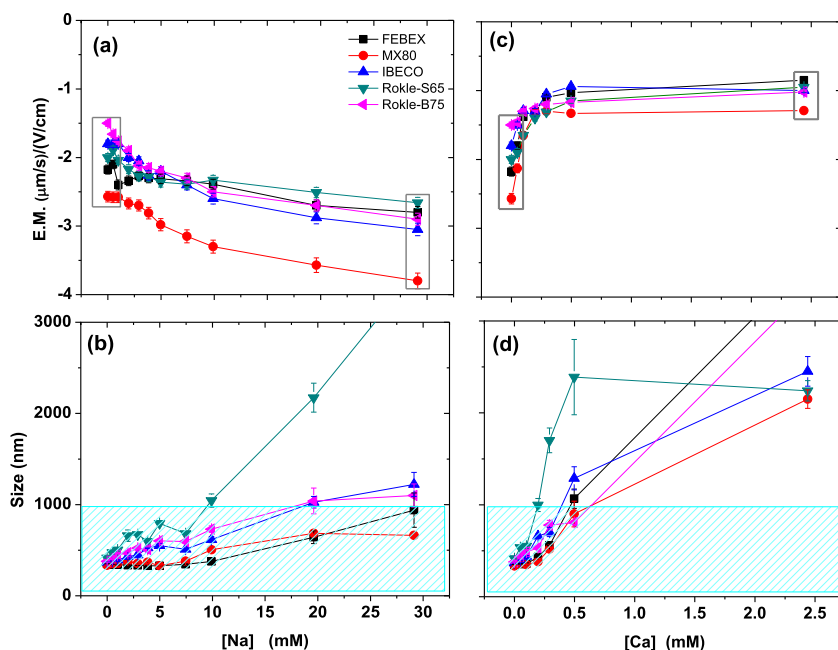 (a)
FEBEX
MX80
IBECO
Rokle-S65
Rokle-B75
0
-1
-2
-3
-4
E.M. (μm/s)/(V/cm)
(c)
(b)
3000
2000
1000
0
Size (nm)
0 5 10 15 20 25 30
[Na] (mM)
(d)
0.0 0.5 1.0 1.5 2.0 2.5
[Ca] (mM)